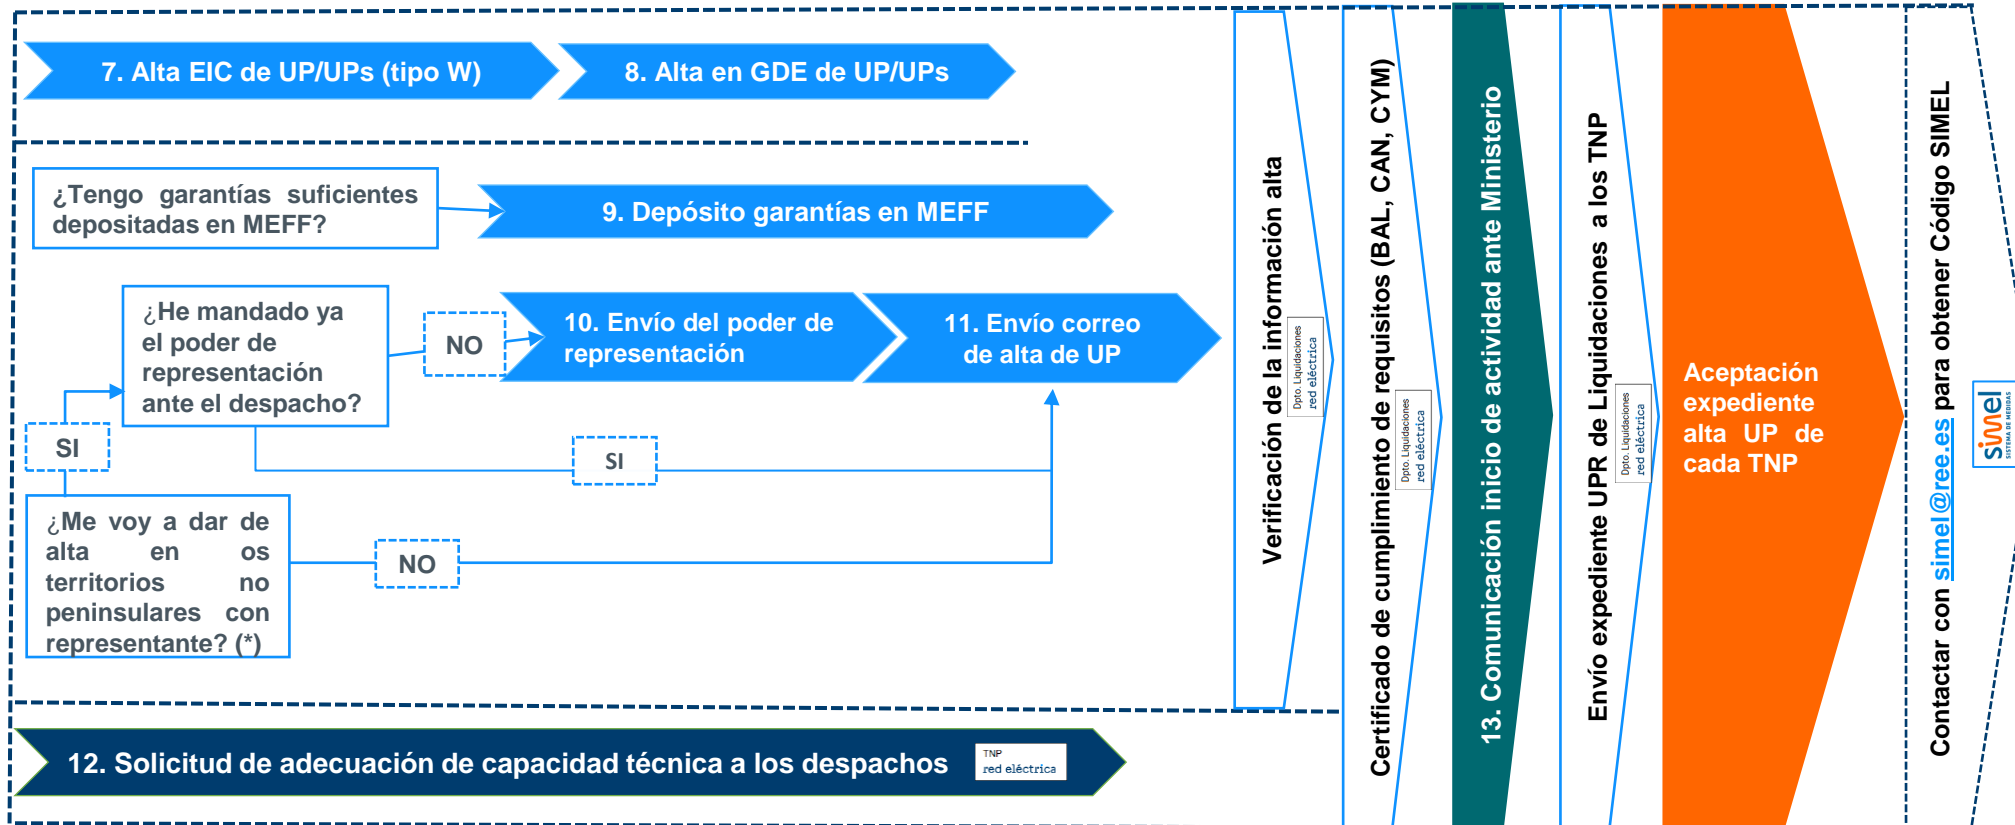 7. Alta EIC de UP/UPs (tipo W)
8. Alta en GDE de UP/UPs
¿Tengo garantías suficientes
depositadas en MEFF?
9. Depósito garantías en MEFF
¿He mandado ya
el poder de
representación
ante el despacho?
NO
10. Envío del poder de
representación
11. Envío correo
de alta de UP
SI
SI
¿Me voy a dar de
alta en os
territorios no
peninsulares con
representante? (*)
NO
12. Solicitud de adecuación de capacidad técnica a los despachos
TNP
red eléctrica
Verificación de la información alta
Dpto. Liquidaciones
red eléctrica
Certificado de cumplimiento de requisitos (BAL, CAN, CYM)
Dpto. Liquidaciones
red eléctrica
13. Comunicación inicio de actividad ante Ministerio
Envío expediente UPR de Liquidaciones a los TNP
Dpto. Liquidaciones
red eléctrica
Aceptación
expediente
alta UP de
cada TNP
Contactar con simel@ree.es para obtener Código SIMEL
simel
SISTEMA DE MEDIDAS